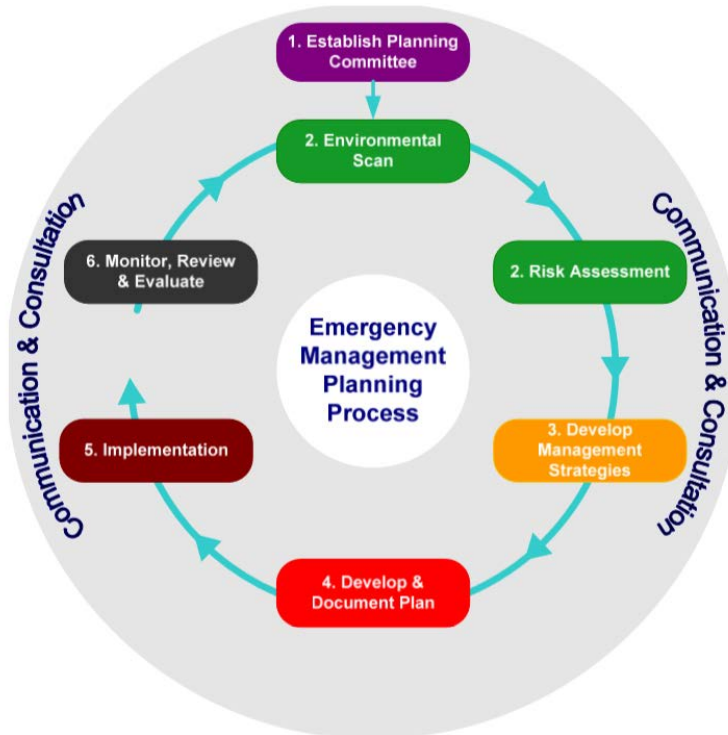 1. Establish Planning
Committee
2. Environmental
Scan
6. Monitor, Review
& Evaluate
2. Risk Assessment
Communication & Consultation
Communication & Consultation
Emergency
Management
Planning
Process
5. Implementation
3. Develop
Management
Strategies
4. Develop &
Document Plan